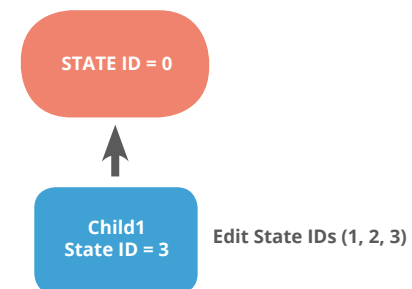 STATE ID = 0
Child1
State ID = 3
Edit State IDs (1, 2, 3)